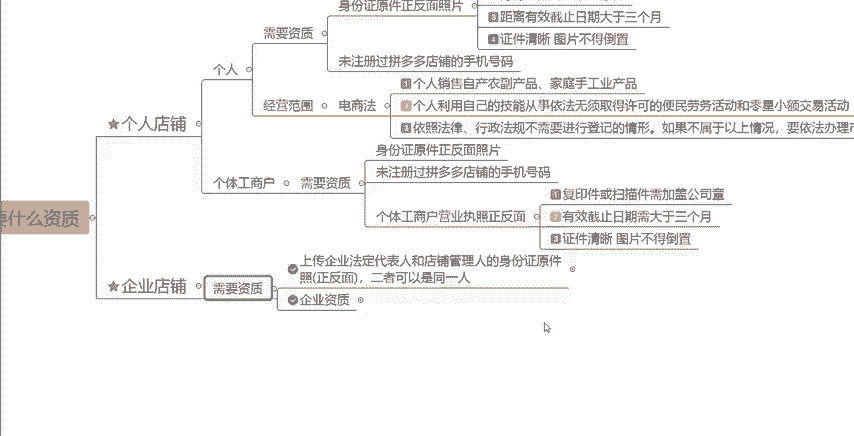 身份证原件正反面照片
3 距离有效截止日期大于三个月
需要资质
4 证件清晰 图片不得倒置
未注册过拼多多店铺的手机号码
个人
1 个人销售自产农副产品、家庭手工业产品
经营范围
电商法
2 个人利用自己的技能从事依法无须取得许可的便民劳务活动和零星小额交易活动
★个人店铺
3 依照法律、行政法规不需要进行登记的情形。如果不属于以上情况，要依法办理
身份证原件正反面照片
未注册过拼多多店铺的手机号码
个体工商户
需要资质
1 复印件或扫描件需加盖公司章
个体工商户营业执照正反面
2 有效截止日期需大于三个月
什么资质
3 证件清晰 图片不得倒置
上传企业法定代表人和店铺管理人的身份证原件
照(正反面)，二者可以是同一人
★企业店铺
需要资质
企业资质